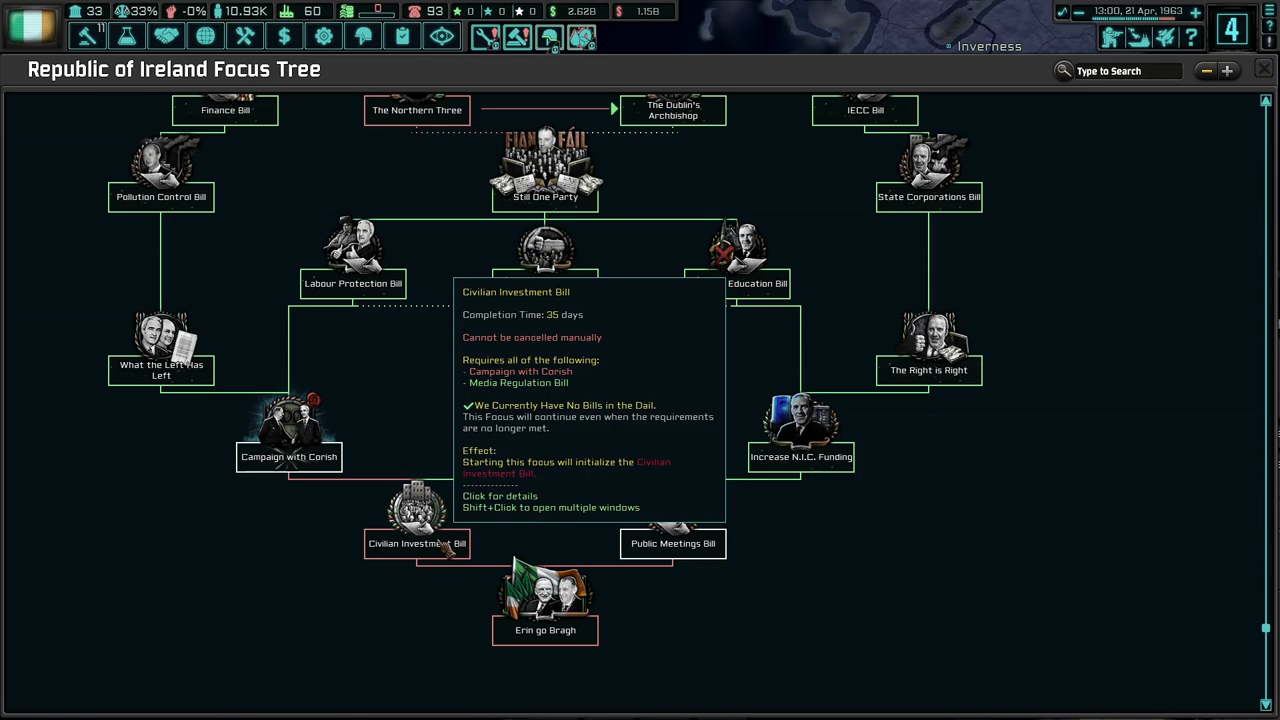 33 33% -0% 10.93K 60 93 0 0 0 $ 2.62B $ 1.15B
13:00, 21 Apr, 1963
4
11
Inverness
Republic of Ireland Focus Tree
Type to Search
Finance Bill
The Northern Three
The Dublin's
Archbishop
IECC Bill
FIANNA FÁIL
Pollution Control Bill
Still One Party
State Corporations Bill
Labour Protection Bill
Education Bill
Civilian Investment Bill
Completion Time: 35 days
Cannot be cancelled manually
Requires all of the following:
- Campaign with Corish
- Media Regulation Bill
We Currently Have No Bills in the Dail.
This Focus will continue even when the requirements
are no longer met.
Effect:
Starting this focus will initialize the Civilian
Investment Bill.
--------------
Click for details
Shift+Click to open multiple windows
What the Left Has
Left
The Right is Right
Campaign with Corish
Increase N.I.C. Funding
Civilian Investment Bill
Public Meetings Bill
Erin go Bragh